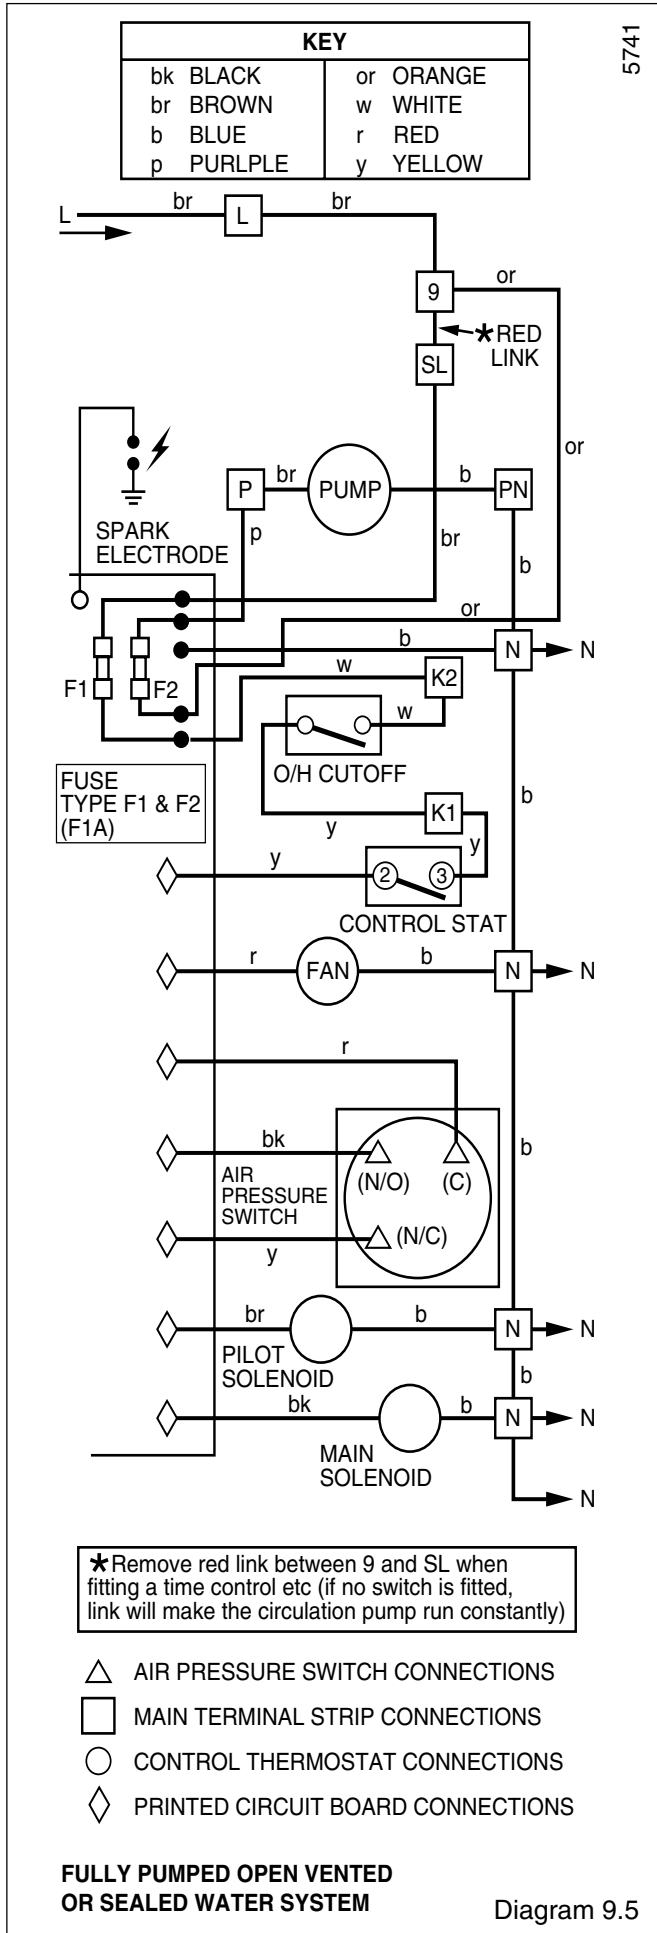 5741
KEY
bk BLACK
or ORANGE
br BROWN
w WHITE
b BLUE
r RED
p PURLPLE
y YELLOW
L
br
L
br
9
or
*RED
LINK
SL
or
P
br
PUMP
b
PN
SPARK
ELECTRODE
p
br
b
or
b
N
N
F1
F2
w
K2
w
O/H CUTOFF
FUSE
TYPE F1 & F2
(F1A)
b
K1
y
y
y
2
3
CONTROL STAT
r
FAN
b
N
N
r
bk
b
AIR
PRESSURE
SWITCH
(N/O)
(C)
(N/C)
y
br
b
N
N
PILOT
SOLENOID
b
bk
b
N
N
MAIN
SOLENOID
N
*Remove red link between 9 and SL when
fitting a time control etc (if no switch is fitted,
link will make the circulation pump run constantly)
AIR PRESSURE SWITCH CONNECTIONS
MAIN TERMINAL STRIP CONNECTIONS
CONTROL THERMOSTAT CONNECTIONS
PRINTED CIRCUIT BOARD CONNECTIONS
FULLY PUMPED OPEN VENTED
OR SEALED WATER SYSTEM
Diagram 9.5